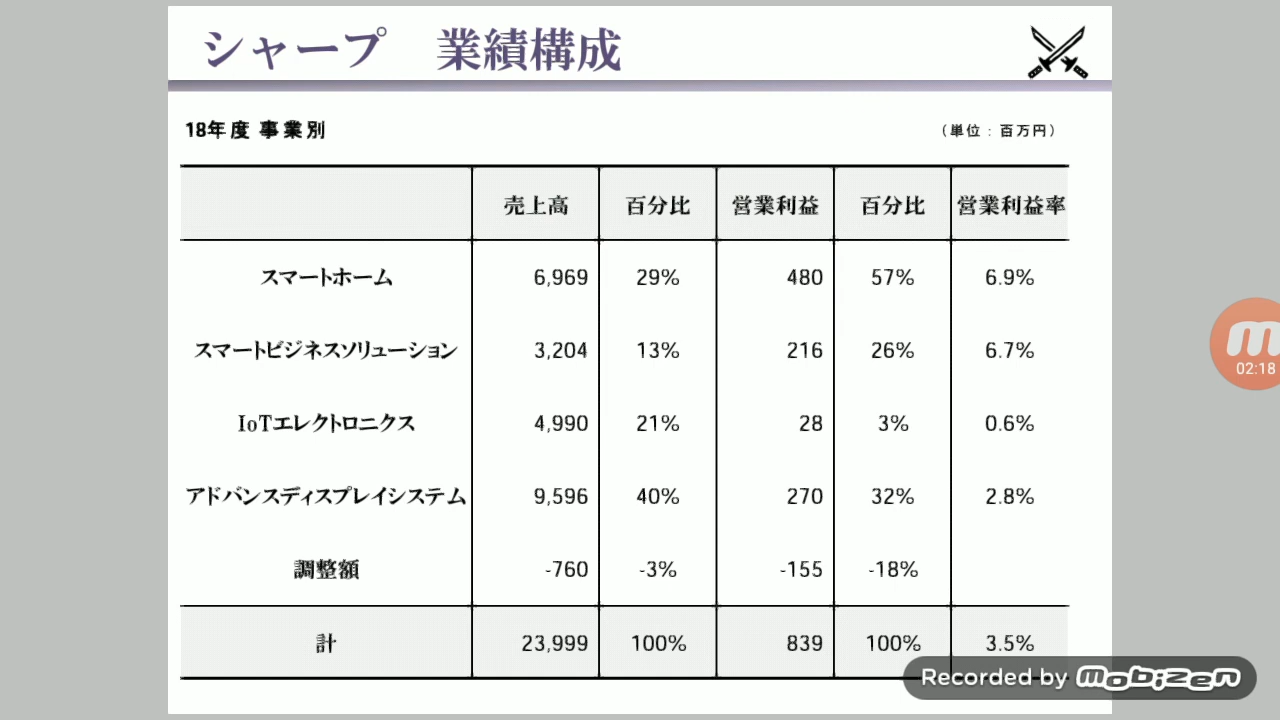 シャープ 業績構成
18年度 事業別 (単位:百万円)
売上高 百分比 営業利益 百分比 営業利益率
スマートホーム 6,969 29% 480 57% 6.9%
スマートビジネスソリューション 3,204 13% 216 26% 6.7%
IoTエレクトロニクス 4,990 21% 28 3% 0.6%
アドバンスディスプレイシステム 9,596 40% 270 32% 2.8%
調整額 -760 -3% -155 -18%
計 23,999 100% 839 100% 3.5%
02:18
Recorded by mobizen